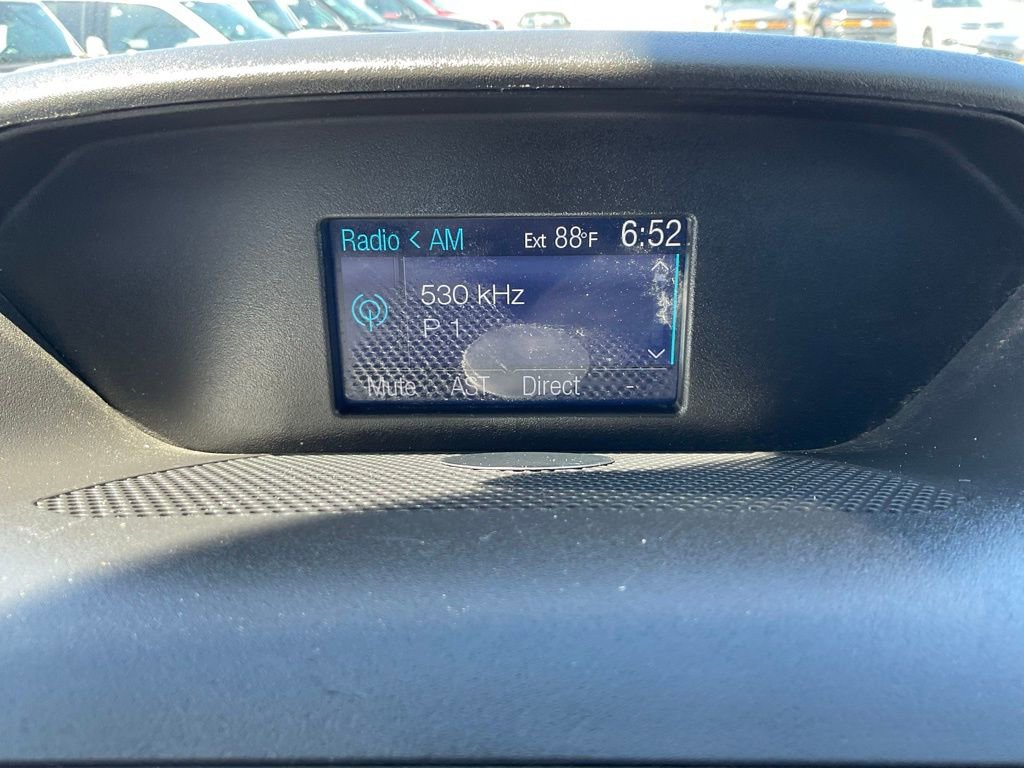 Radio < AM Ext 88°F 6:52
530 kHz
P 1
Mute AST Direct -